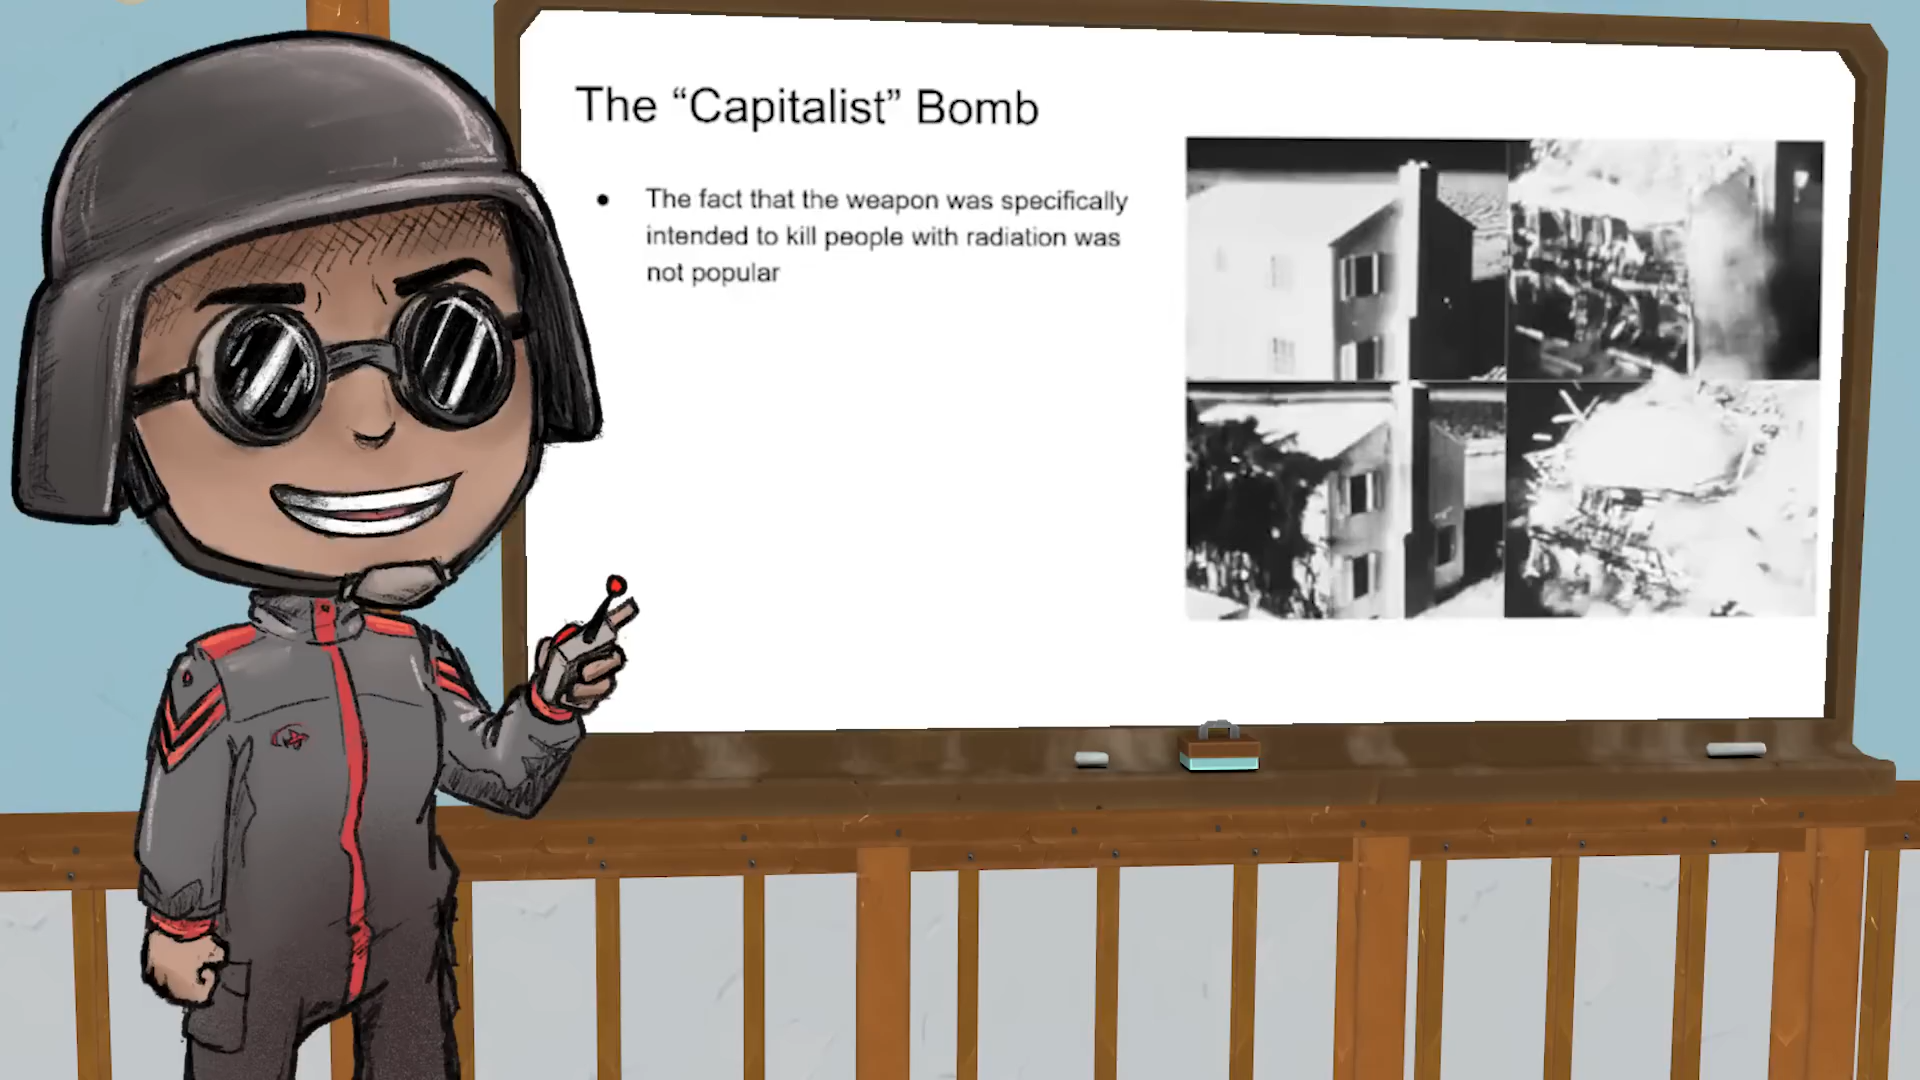 The “Capitalist” Bomb
● The fact that the weapon was specifically
intended to kill people with radiation was
not popular